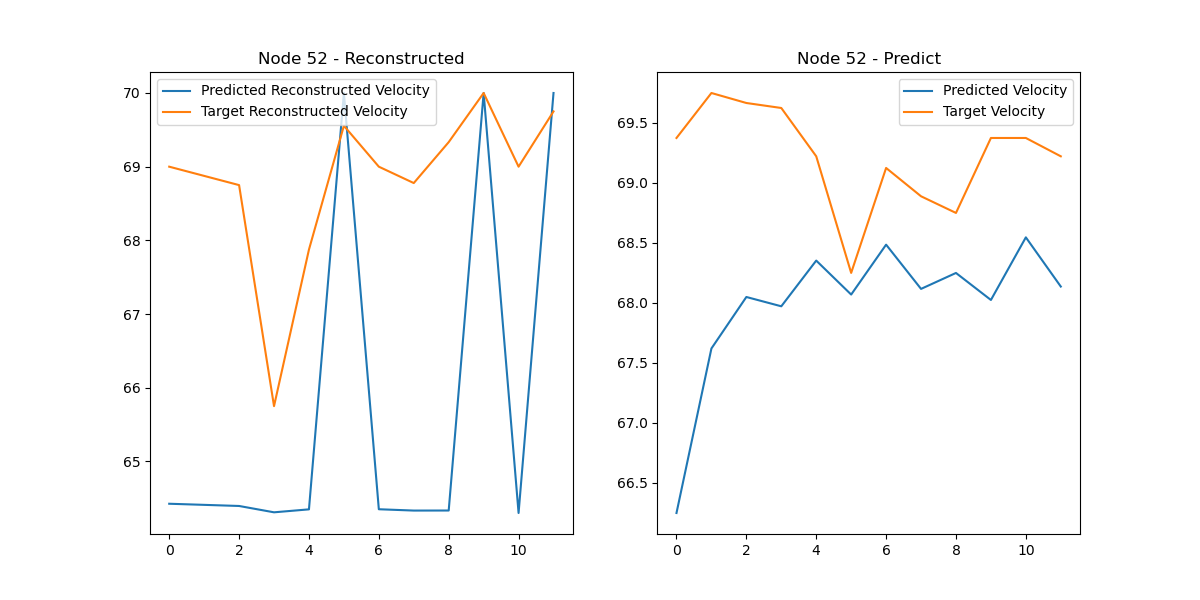 Node 52 - Reconstructed
Predicted Reconstructed Velocity
Target Reconstructed Velocity
70
69
68
67
66
65
0 2 4 6 8 10
Node 52 - Predict
Predicted Velocity
Target Velocity
69.5
69.0
68.5
68.0
67.5
67.0
66.5
0 2 4 6 8 10